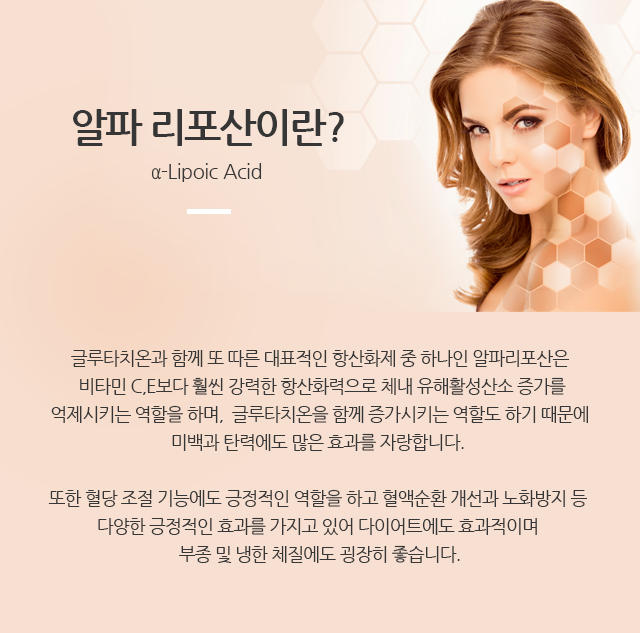 알파 리포산이란?
α-Lipoic Acid
글루타치온과 함께 또 따른 대표적인 항산화제 중 하나인 알파리포산은
비타민 C,E보다 훨씬 강력한 항산화력으로 체내 유해활성산소 증가를
억제시키는 역할을 하며, 글루타치온을 함께 증가시키는 역할도 하기 때문에
미백과 탄력에도 많은 효과를 자랑합니다.
또한 혈당 조절 기능에도 긍정적인 역할을 하고 혈액순환 개선과 노화방지 등
다양한 긍정적인 효과를 가지고 있어 다이어트에도 효과적이며
부종 및 냉한 체질에도 굉장히 좋습니다.